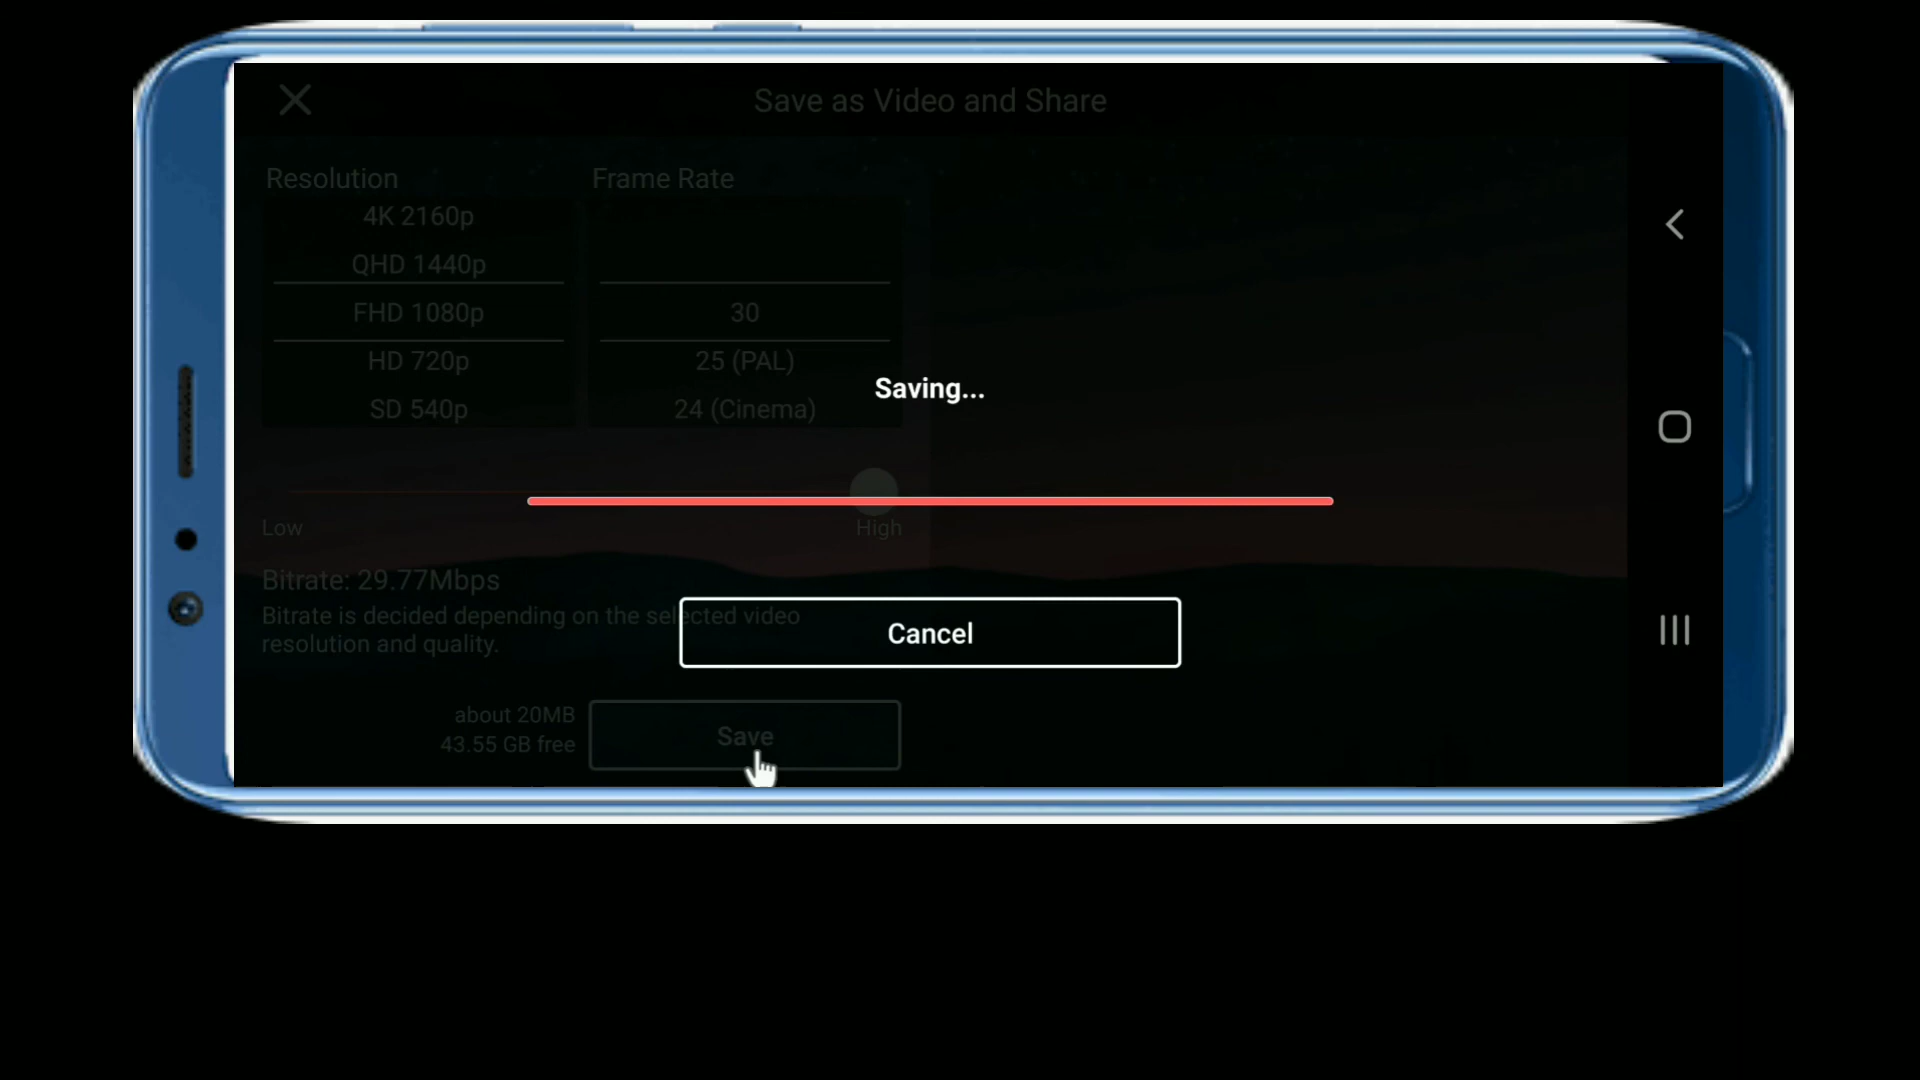 Save as Video and Share
Resolution
Frame Rate
4K 2160p
QHD 1440p
FHD 1080p
30
HD 720p
25 (PAL)
SD 540p
24 (Cinema)
Saving...
Low
High
Bitrate: 29.77Mbps
Bitrate is decided depending on the selected video
resolution and quality.
Cancel
about 20MB
43.55 GB free
Save